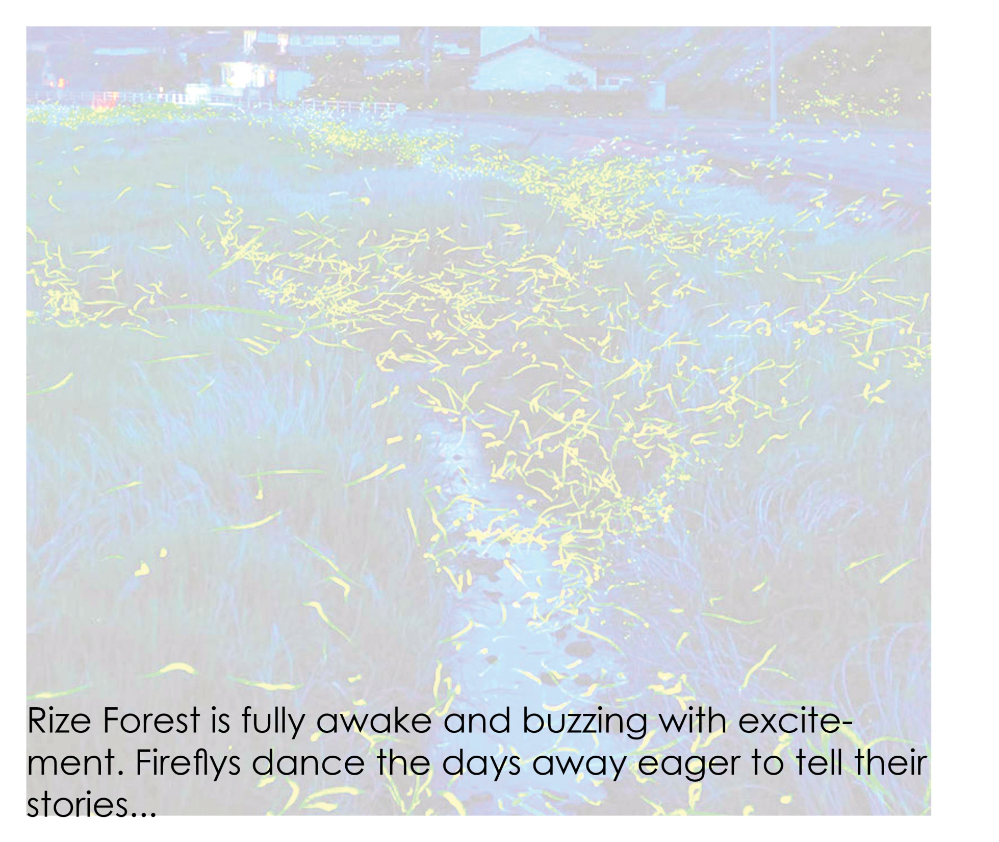 Rize Forest is fully awake and buzzing with excite-
ment. Fireflys dance the days away eager to tell their
stories...